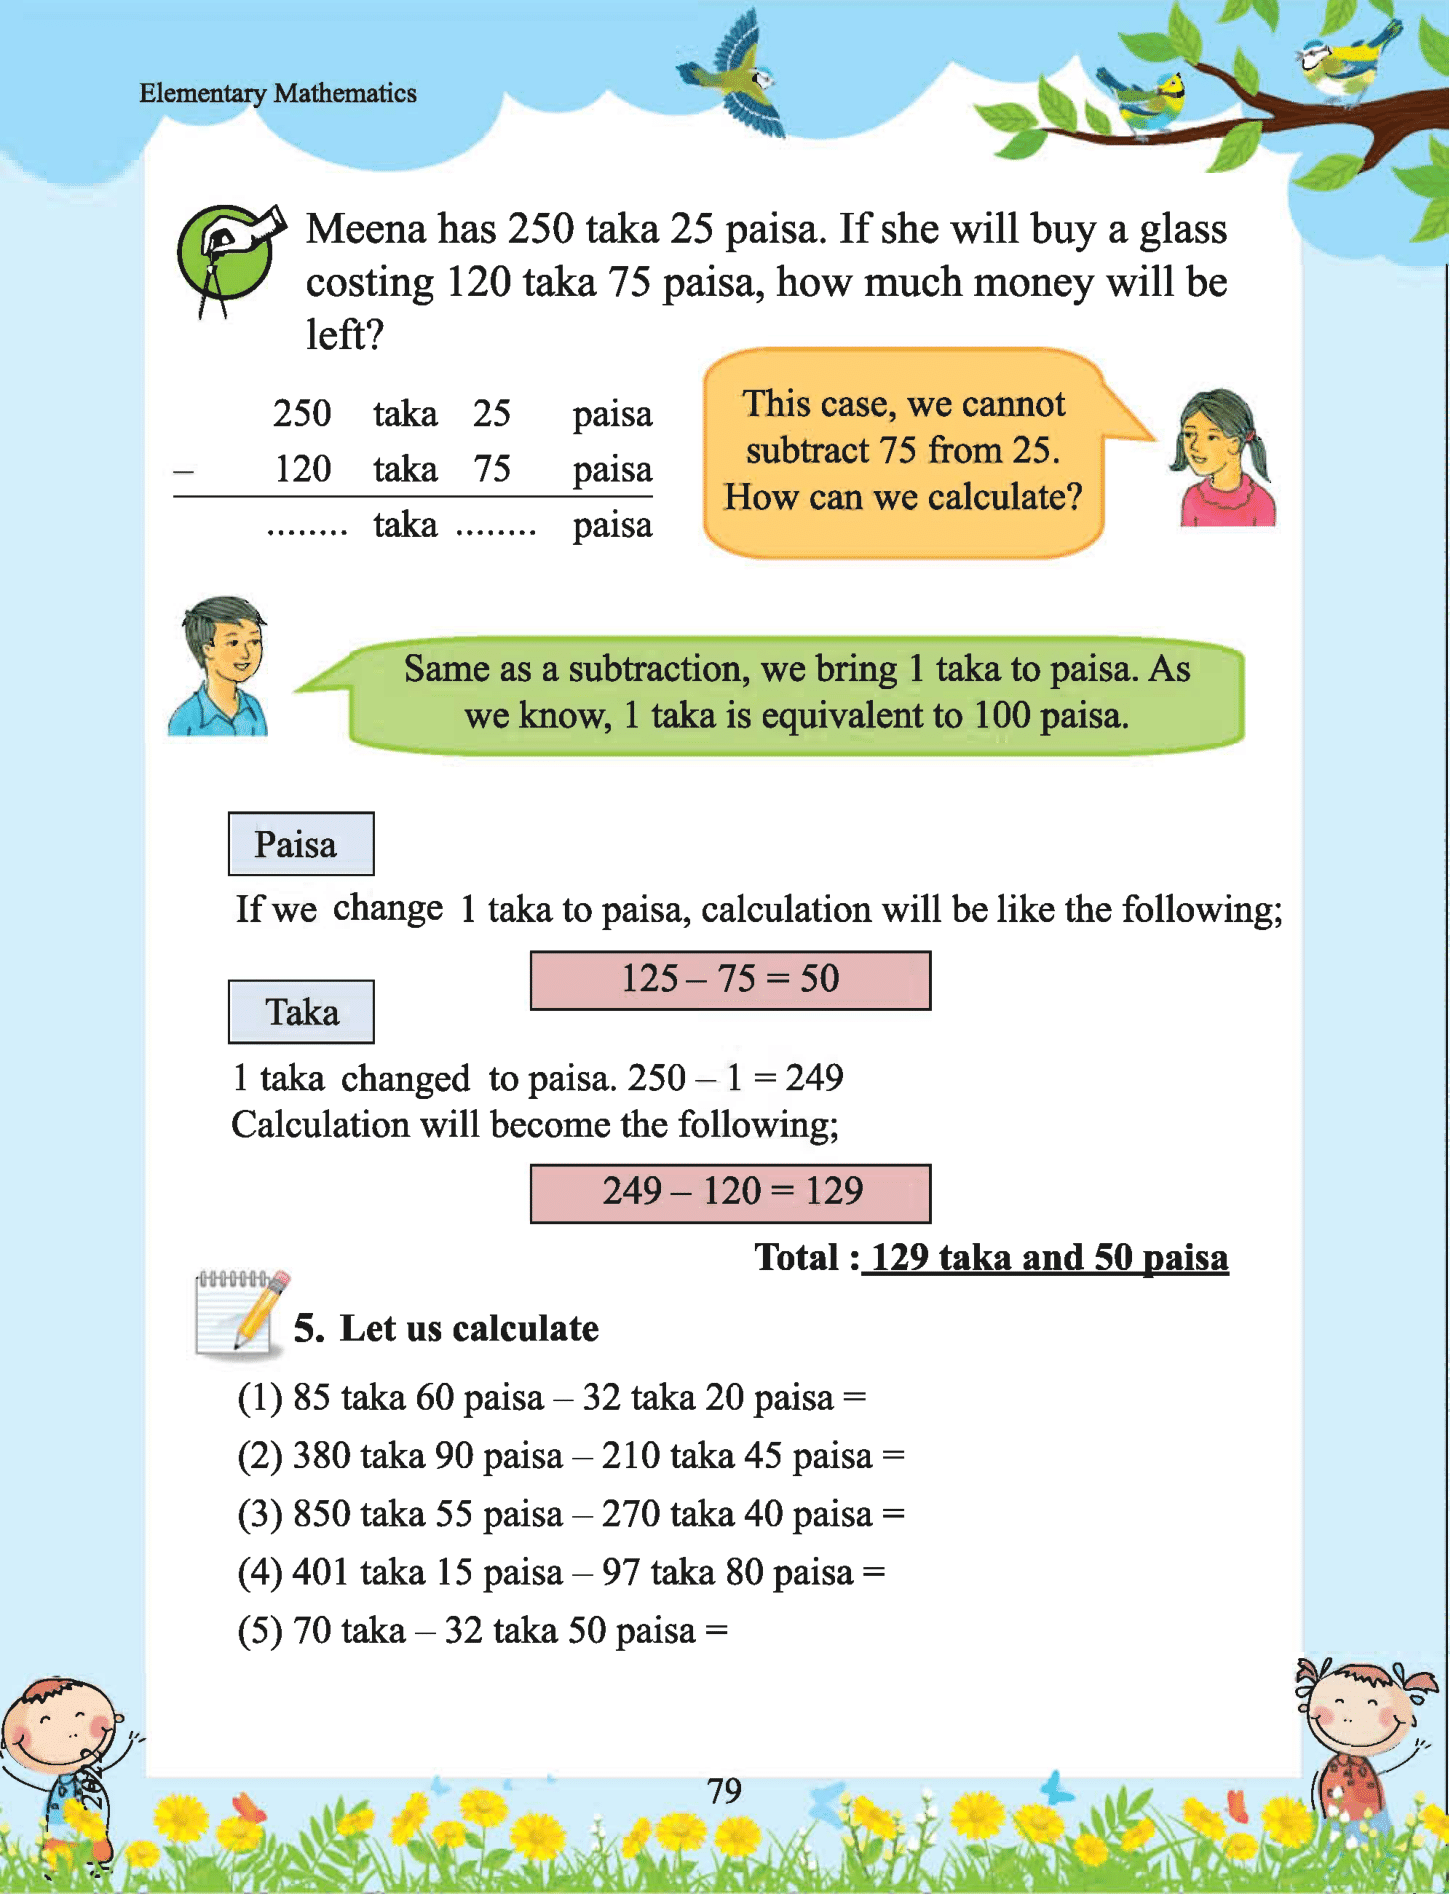 Elementary Mathematics
Meena has 250 taka 25 paisa. If she will buy a glass
costing 120 taka 75 paisa, how much money will be
left?
250 taka 25 paisa
– 120 taka 75 paisa
........ taka ........ paisa
This case, we cannot
subtract 75 from 25.
How can we calculate?
Same as a subtraction, we bring 1 taka to paisa. As
we know, 1 taka is equivalent to 100 paisa.
Paisa
If we change 1 taka to paisa, calculation will be like the following;
125 – 75 = 50
Taka
1 taka changed to paisa. 250 – 1 = 249
Calculation will become the following;
249 – 120 = 129
Total : 129 taka and 50 paisa
5. Let us calculate
(1) 85 taka 60 paisa – 32 taka 20 paisa =
(2) 380 taka 90 paisa – 210 taka 45 paisa =
(3) 850 taka 55 paisa – 270 taka 40 paisa =
(4) 401 taka 15 paisa – 97 taka 80 paisa =
(5) 70 taka – 32 taka 50 paisa =
79